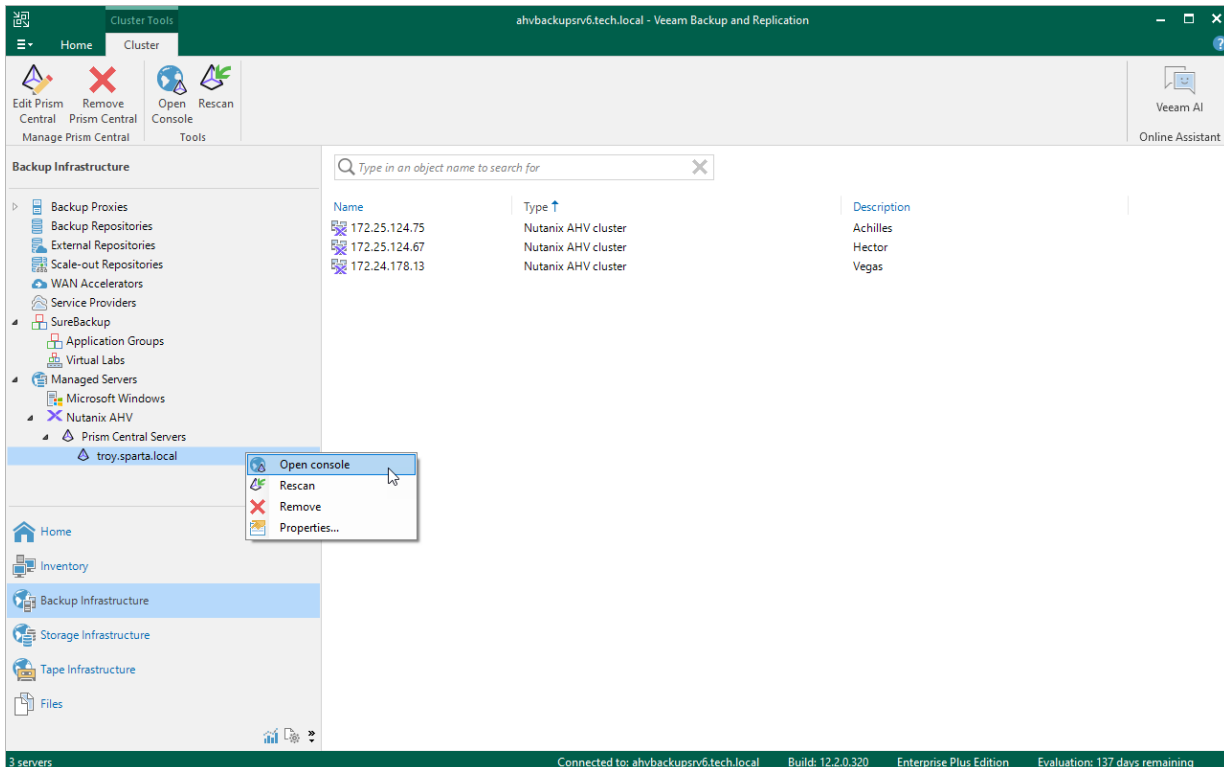 Cluster Tools
ahvbackupsrv6.tech.local - Veeam Backup and Replication
Home
Cluster
?
Edit Prism Central
Remove Prism Central
Open Console
Rescan
Veeam AI
Manage Prism Central
Tools
Online Assistant
Backup Infrastructure
Type in an object name to search for
Backup Proxies
Backup Repositories
External Repositories
Scale-out Repositories
WAN Accelerators
Service Providers
SureBackup
Application Groups
Virtual Labs
Managed Servers
Microsoft Windows
Nutanix AHV
Prism Central Servers
troy.sparta.local
Name Type Description
172.25.124.75 Nutanix AHV cluster Achilles
172.25.124.67 Nutanix AHV cluster Hector
172.24.178.13 Nutanix AHV cluster Vegas
Open console
Rescan
Remove
Properties...
Home
Inventory
Backup Infrastructure
Storage Infrastructure
Tape Infrastructure
Files
3 servers
Connected to: ahvbackupsrv6.tech.local
Build: 12.2.0.320
Enterprise Plus Edition
Evaluation: 137 days remaining